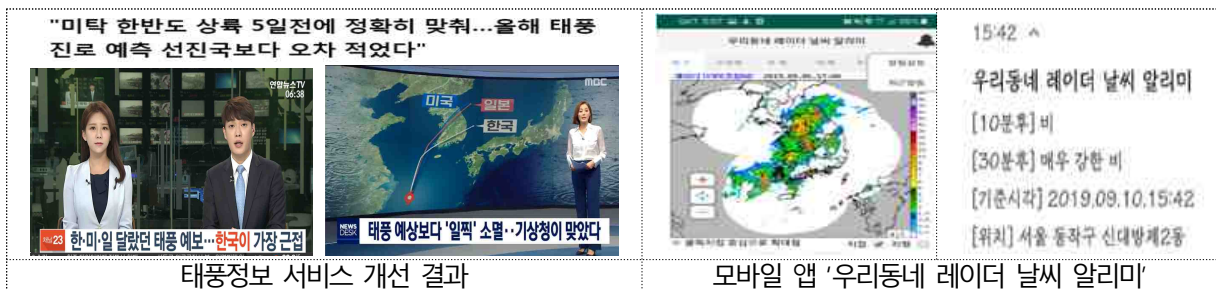 "미탁 한반도 상륙 5일전에 정확히 맞춰...올해 태풍
진로 예측 선진국보다 오차 적었다"
연합뉴스TV
06:38
23 한·미·일 달랐던 태풍 예보...한국이 가장 근접
mbc
미국
일본
한국
NEWS DESK
태풍 예상보다 '일찍' 소멸··기상청이 맞았다
태풍정보 서비스 개선 결과
우리동네 레이더 날씨 알리미
15:42
우리동네 레이더 날씨 알리미
[10분후] 비
[30분후] 매우 강한 비
[기준시각] 2019.09.10.15:42
[위치] 서울 동작구 신대방제2동
모바일 앱 '우리동네 레이더 날씨 알리미'